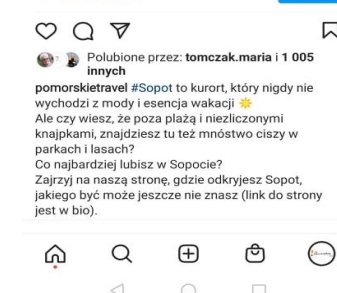 Polubione przez: tomczak.maria i 1 005
innych
pomorskietravel #Sopot to kurort, który nigdy nie
wychodzi z mody i esencja wakacji ☀️
Ale czy wiesz, że poza plażą i niezliczonymi
knajpkami, znajdziesz tu też mnóstwo ciszy w
parkach i lasach?
Co najbardziej lubisz w Sopocie?
Zajrzyj na naszą stronę, gdzie odkryjesz Sopot,
jakiego być może jeszcze nie znasz (link do strony
jest w bio).